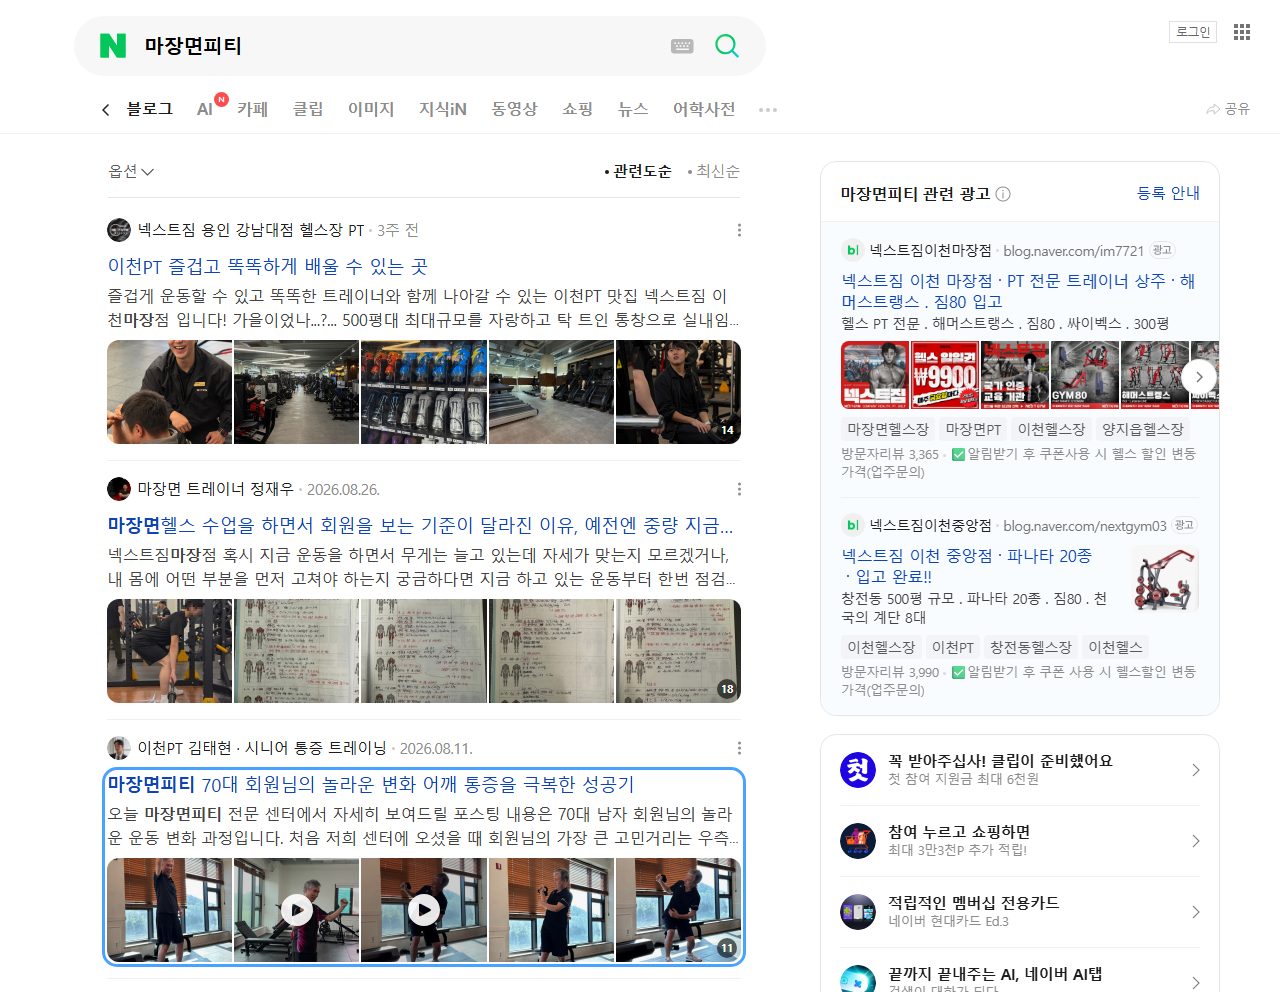 마장면피티
로그인
블로그
AI
N
카페
클립
이미지
지식iN
동영상
쇼핑
뉴스
어학사전
공유
옵션
• 관련도순
• 최신순
넥스트짐 용인 강남대점 헬스장 PT · 3주 전
이천PT 즐겁고 똑똑하게 배울 수 있는 곳
즐겁게 운동할 수 있고 똑똑한 트레이너와 함께 나아갈 수 있는 이천PT 맛집 넥스트짐 이
천마장점 입니다! 가을이었나...?... 500평대 최대규모를 자랑하고 탁 트인 통창으로 실내임...
14
마장면 트레이너 정재우 · 2026.08.26.
마장면헬스 수업을 하면서 회원을 보는 기준이 달라진 이유, 예전엔 중량 지금...
넥스트짐마장점 혹시 지금 운동을 하면서 무게는 늘고 있는데 자세가 맞는지 모르겠거나,
내 몸에 어떤 부분을 먼저 고쳐야 하는지 궁금하다면 지금 하고 있는 운동부터 한번 점검...
18
이천PT 김태현 · 시니어 통증 트레이닝 · 2026.08.11.
마장면피티 70대 회원님의 놀라운 변화 어깨 통증을 극복한 성공기
오늘 마장면피티 전문 센터에서 자세히 보여드릴 포스팅 내용은 70대 남자 회원님의 놀라
운 운동 변화 과정입니다. 처음 저희 센터에 오셨을 때 회원님의 가장 큰 고민거리는 우측...
11
마장면피티 관련 광고
등록 안내
넥스트짐이천마장점 · blog.naver.com/im7721 광고
넥스트짐 이천 마장점 · PT 전문 트레이너 상주 · 해
머스트랭스 . 짐80 입고
헬스 PT 전문 . 해머스트랭스 . 짐80 . 싸이벡스 . 300평
넥스트짐
헬스 일일권
₩9900
국가 인증
교육 기관
GYM80
해머스트랭스
마장면헬스장
마장면PT
이천헬스장
양지읍헬스장
방문자리뷰 3,365 · ✅알림받기 후 쿠폰사용 시 헬스 할인 변동
가격(업주문의)
넥스트짐이천중앙점 · blog.naver.com/nextgym03 광고
넥스트짐 이천 중앙점 · 파나타 20종
· 입고 완료!!
창전동 500평 규모 . 파나타 20종 . 짐80 . 천
국의 계단 8대
이천헬스장
이천PT
창전동헬스장
이천헬스
방문자리뷰 3,990 · ✅알림받기 후 쿠폰 사용 시 헬스할인 변동
가격(업주문의)
첫
꼭 받아주십사! 클립이 준비했어요
첫 참여 지원금 최대 6천원
참여 누르고 쇼핑하면
최대 3만3천P 추가 적립!
적립적인 멤버십 전용카드
네이버 현대카드 Ed.3
끝까지 끝내주는 AI, 네이버 AI탭
검색이 대화가 되다